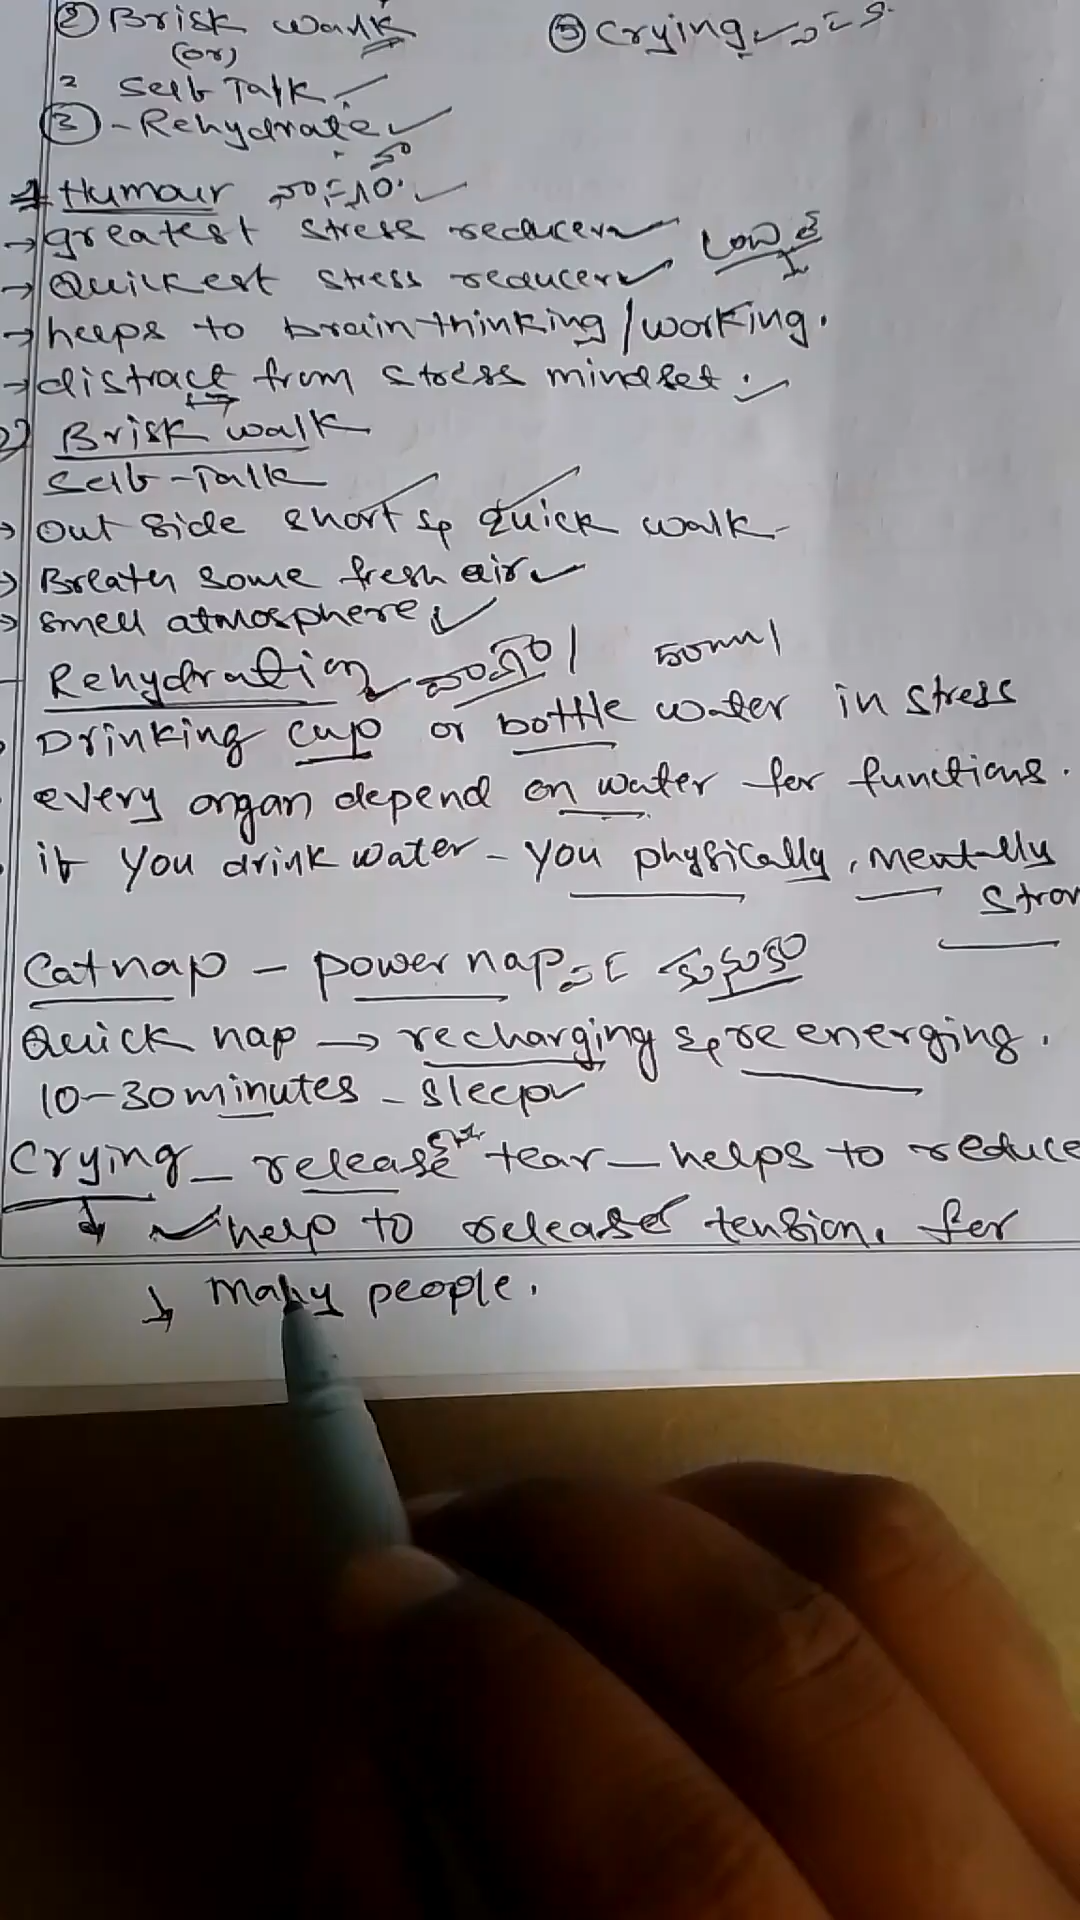 ② Brisk walk
⑤ Crying
(or)
2 Self Talk
③ - Rehydrate
1 Humour
→ greatest stress reducer
→ Quickest stress reducer
→ helps to brain thinking / working.
→ distract from stress mindset.
2) Brisk walk
Self-Talk
→ out side short & quick walk
→ Breath some fresh air
→ smell atmosphere
Rehydration
Drinking cup or bottle water in stress
every organ depend on water for functions.
if you drink water - you physically, mentally
stron
Catnap - power nap
Quick nap → recharging & re energing.
10-30 minutes - sleep
Crying - release tear - helps to reduce
help to release tension, for
many people.